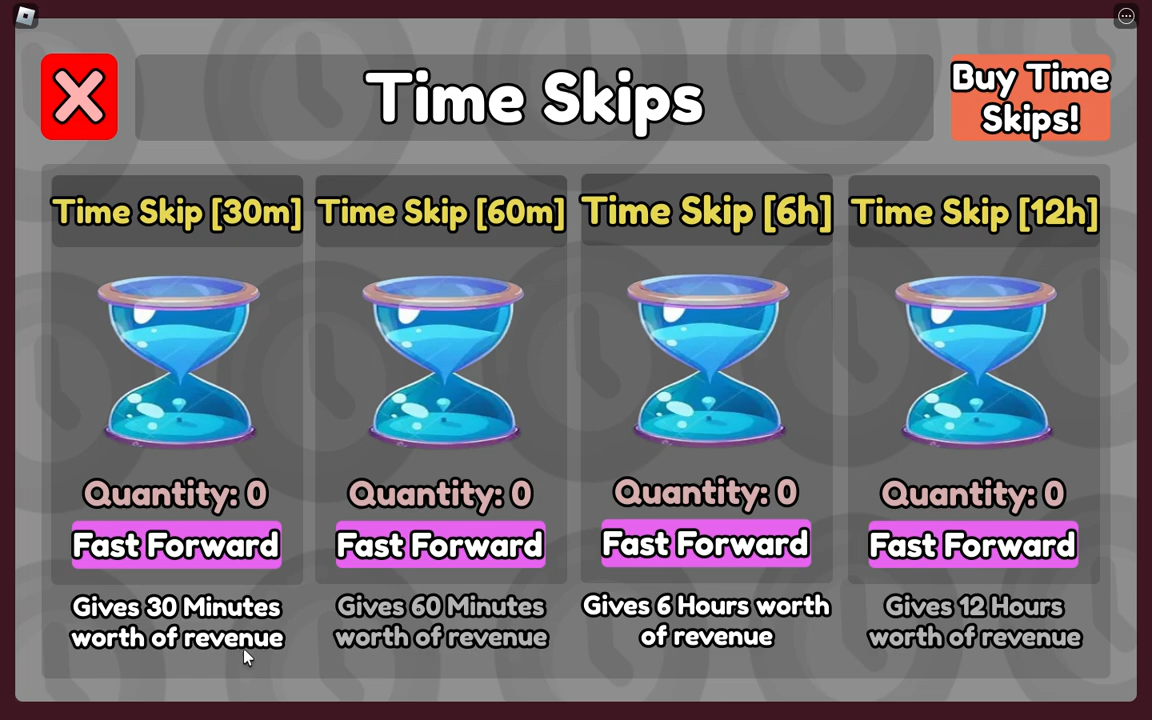 Time Skips
Buy Time
Skips!
Time Skip [30m]
Time Skip [60m]
Time Skip [6h]
Time Skip [12h]
Quantity: 0
Quantity: 0
Quantity: 0
Quantity: 0
Fast Forward
Fast Forward
Fast Forward
Fast Forward
Gives 30 Minutes
worth of revenue
Gives 60 Minutes
worth of revenue
Gives 6 Hours worth
of revenue
Gives 12 Hours
worth of revenue